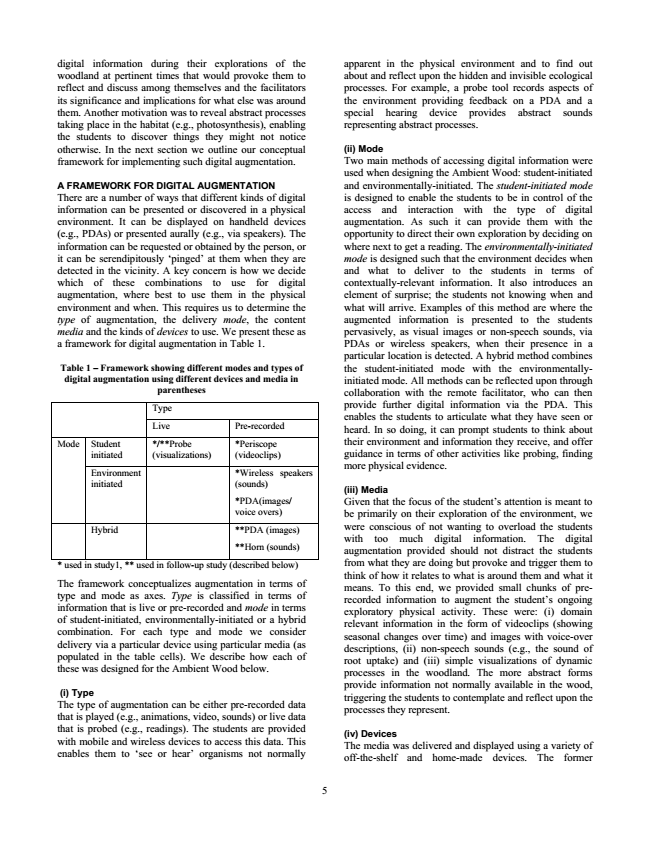 digital information during their explorations of the
woodland at pertinent times that would provoke them to
reflect and discuss among themselves and the facilitators
its significance and implications for what else was around
them. Another motivation was to reveal abstract processes
taking place in the habitat (e.g., photosynthesis), enabling
the students to discover things they might not notice
otherwise. In the next section we outline our conceptual
framework for implementing such digital augmentation.
A FRAMEWORK FOR DIGITAL AUGMENTATION
There are a number of ways that different kinds of digital
information can be presented or discovered in a physical
environment. It can be displayed on handheld devices
(e.g., PDAs) or presented aurally (e.g., via speakers). The
information can be requested or obtained by the person, or
it can be serendipitously ‘pinged’ at them when they are
detected in the vicinity. A key concern is how we decide
which of these combinations to use for digital
augmentation, where best to use them in the physical
environment and when. This requires us to determine the
type of augmentation, the delivery mode, the content
media and the kinds of devices to use. We present these as
a framework for digital augmentation in Table 1.
Table 1 – Framework showing different modes and types of
digital augmentation using different devices and media in
parentheses
Type
Live Pre-recorded
Mode Student */**Probe *Periscope
initiated (visualizations) (videoclips)
Environment *Wireless speakers
initiated (sounds)
*PDA(images/
voice overs)
Hybrid **PDA (images)
**Horn (sounds)
* used in study1, ** used in follow-up study (described below)
The framework conceptualizes augmentation in terms of
type and mode as axes. Type is classified in terms of
information that is live or pre-recorded and mode in terms
of student-initiated, environmentally-initiated or a hybrid
combination. For each type and mode we consider
delivery via a particular device using particular media (as
populated in the table cells). We describe how each of
these was designed for the Ambient Wood below.
(i) Type
The type of augmentation can be either pre-recorded data
that is played (e.g., animations, video, sounds) or live data
that is probed (e.g., readings). The students are provided
with mobile and wireless devices to access this data. This
enables them to ‘see or hear’ organisms not normally
apparent in the physical environment and to find out
about and reflect upon the hidden and invisible ecological
processes. For example, a probe tool records aspects of
the environment providing feedback on a PDA and a
special hearing device provides abstract sounds
representing abstract processes.
(ii) Mode
Two main methods of accessing digital information were
used when designing the Ambient Wood: student-initiated
and environmentally-initiated. The student-initiated mode
is designed to enable the students to be in control of the
access and interaction with the type of digital
augmentation. As such it can provide them with the
opportunity to direct their own exploration by deciding on
where next to get a reading. The environmentally-initiated
mode is designed such that the environment decides when
and what to deliver to the students in terms of
contextually-relevant information. It also introduces an
element of surprise; the students not knowing when and
what will arrive. Examples of this method are where the
augmented information is presented to the students
pervasively, as visual images or non-speech sounds, via
PDAs or wireless speakers, when their presence in a
particular location is detected. A hybrid method combines
the student-initiated mode with the environmentally-
initiated mode. All methods can be reflected upon through
collaboration with the remote facilitator, who can then
provide further digital information via the PDA. This
enables the students to articulate what they have seen or
heard. In so doing, it can prompt students to think about
their environment and information they receive, and offer
guidance in terms of other activities like probing, finding
more physical evidence.
(iii) Media
Given that the focus of the student’s attention is meant to
be primarily on their exploration of the environment, we
were conscious of not wanting to overload the students
with too much digital information. The digital
augmentation provided should not distract the students
from what they are doing but provoke and trigger them to
think of how it relates to what is around them and what it
means. To this end, we provided small chunks of pre-
recorded information to augment the student’s ongoing
exploratory physical activity. These were: (i) domain
relevant information in the form of videoclips (showing
seasonal changes over time) and images with voice-over
descriptions, (ii) non-speech sounds (e.g., the sound of
root uptake) and (iii) simple visualizations of dynamic
processes in the woodland. The more abstract forms
provide information not normally available in the wood,
triggering the students to contemplate and reflect upon the
processes they represent.
(iv) Devices
The media was delivered and displayed using a variety of
off-the-shelf and home-made devices. The former
5